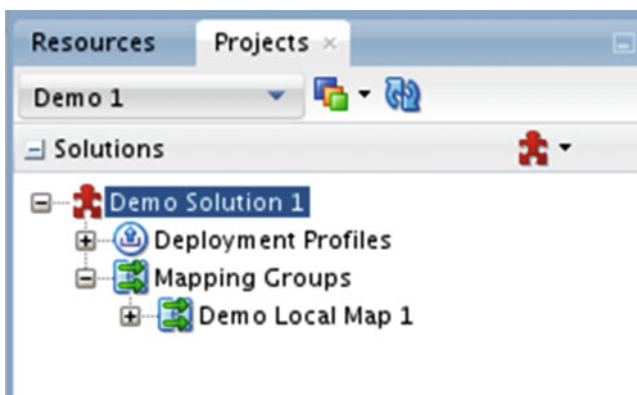 Resources Projects
Demo 1
Solutions
Demo Solution 1
Deployment Profiles
Mapping Groups
Demo Local Map 1